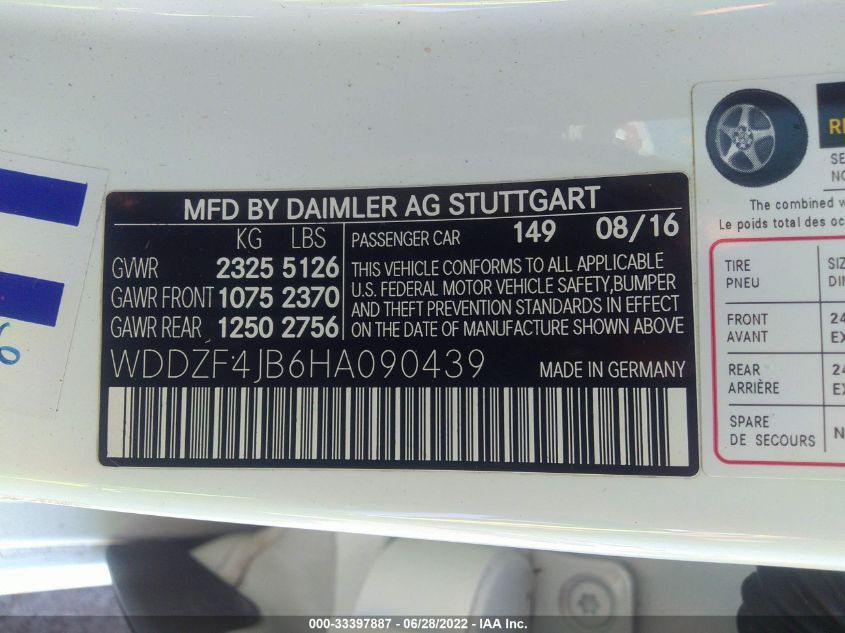 MFD BY DAIMLER AG STUTTGART
KG LBS
GVWR 2325 5126
GAWR FRONT 1075 2370
GAWR REAR 1250 2756
PASSENGER CAR 149 08/16
THIS VEHICLE CONFORMS TO ALL APPLICABLE
U.S. FEDERAL MOTOR VEHICLE SAFETY,BUMPER
AND THEFT PREVENTION STANDARDS IN EFFECT
ON THE DATE OF MANUFACTURE SHOWN ABOVE
WDDZF4JB6HA090439 MADE IN GERMANY
The combined
Le poids total des
TIRE
PNEU
FRONT
AVANT
24
REAR
ARRIÈRE
24
SPARE
DE SECOURS
6
000-33397887 - 06/28/2022 - IAA Inc.